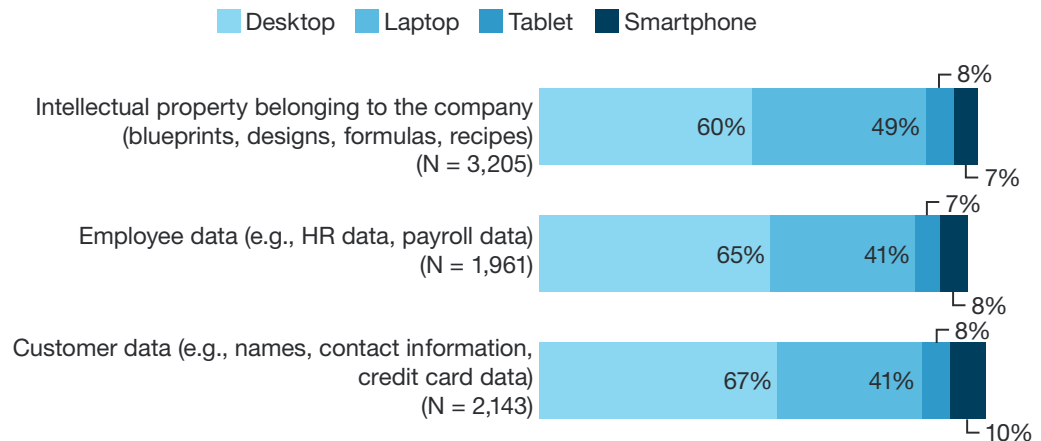 Desktop Laptop Tablet Smartphone
8%
Intellectual property belonging to the company
(blueprints, designs, formulas, recipes)
(N = 3,205)
60% 49%
7%
7%
Employee data (e.g., HR data, payroll data)
(N = 1,961)
65% 41%
8%
8%
Customer data (e.g., names, contact information,
credit card data)
(N = 2,143)
67% 41%
10%